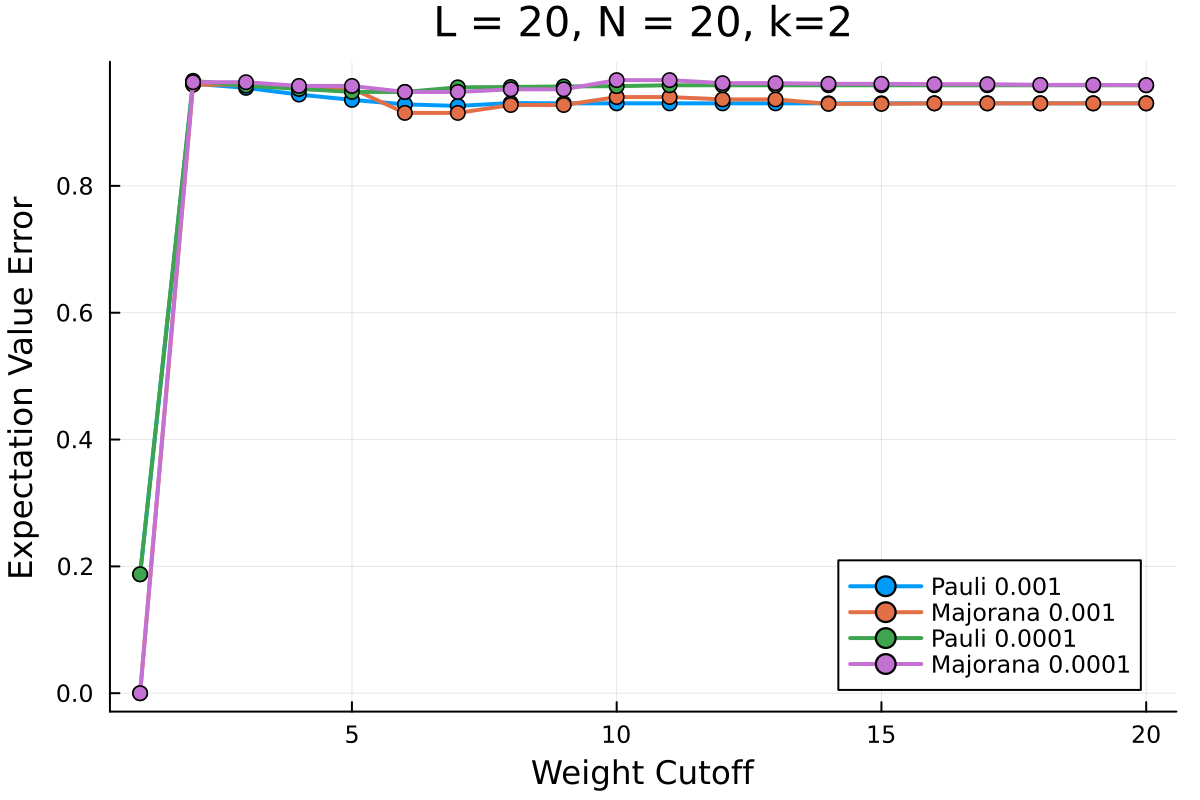 L = 20, N = 20, k=2
Expectation Value Error
0.8
0.6
0.4
0.2
0.0
5
10
15
20
Weight Cutoff
Pauli 0.001
Majorana 0.001
Pauli 0.0001
Majorana 0.0001